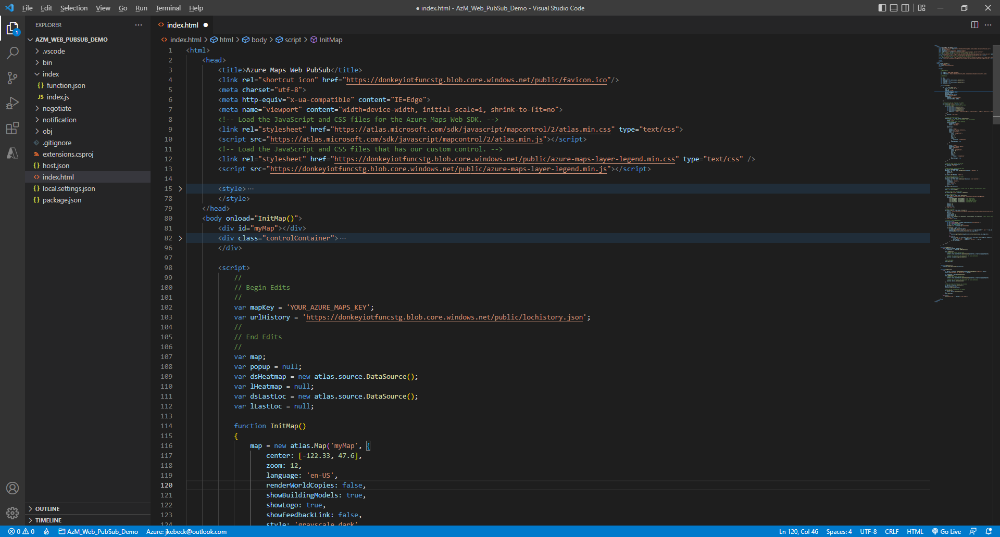 File Edit Selection View Go Run Terminal Help
● index.html - AzM_Web_PubSub_Demo - Visual Studio Code
EXPLORER
AZM_WEB_PUBSUB_DEMO
.vscode
bin
index
{} function.json
JS index.js
negotiate
notification
obj
.gitignore
extensions.csproj
{} host.json
<> index.html
{} local.settings.json
{} package.json
OUTLINE
TIMELINE
1
<> index.html ●
<> index.html > html > body > script > InitMap
1 <html>
2 <head>
3 <title>Azure Maps Web PubSub</title>
4 <link rel="shortcut icon" href="https://donkeyiotfuncstg.blob.core.windows.net/public/favicon.ico"/>
5 <meta charset="utf-8">
6 <meta http-equiv="x-ua-compatible" content="IE=Edge">
7 <meta name="viewport" content="width=device-width, initial-scale=1, shrink-to-fit=no">
8 <!-- Load the JavaScript and CSS files for the Azure Maps Web SDK. -->
9 <link rel="stylesheet" href="https://atlas.microsoft.com/sdk/javascript/mapcontrol/2/atlas.min.css" type="text/css">
10 <script src="https://atlas.microsoft.com/sdk/javascript/mapcontrol/2/atlas.min.js"></script>
11 <!-- Load the JavaScript and CSS files that has our custom control. -->
12 <link rel="stylesheet" href="https://donkeyiotfuncstg.blob.core.windows.net/public/azure-maps-layer-legend.min.css" type="text/css" />
13 <script src="https://donkeyiotfuncstg.blob.core.windows.net/public/azure-maps-layer-legend.min.js"></script>
14
15 > <style>…
78 </style>
79 </head>
80 <body onload="InitMap()">
81 <div id="myMap"></div>
82 > <div class="controlContainer">…
96 </div>
97
98 <script>
99 //
100 // Begin Edits
101 //
102 var mapKey = 'YOUR_AZURE_MAPS_KEY';
103 var urlHistory = 'https://donkeyiotfuncstg.blob.core.windows.net/public/lochistory.json';
104 //
105 // End Edits
106 //
107 var map;
108 var popup = null;
109 var dsHeatmap = new atlas.source.DataSource();
110 var lHeatmap = null;
111 var dsLastLoc = new atlas.source.DataSource();
112 var lLastLoc = null;
113
114 function InitMap()
115 {
116 map = new atlas.Map('myMap', {
117 center: [-122.33, 47.6],
118 zoom: 12,
119 language: 'en-US',
120 renderWorldCopies: false,
121 showBuildingModels: true,
122 showLogo: true,
123 showFeedbackLink: false,
124 style: 'grayscale_dark'
0 0 AzM_Web_PubSub_Demo Azure: jkebeck@outlook.com
Ln 120, Col 46 Spaces: 4 UTF-8 CRLF HTML Go Live